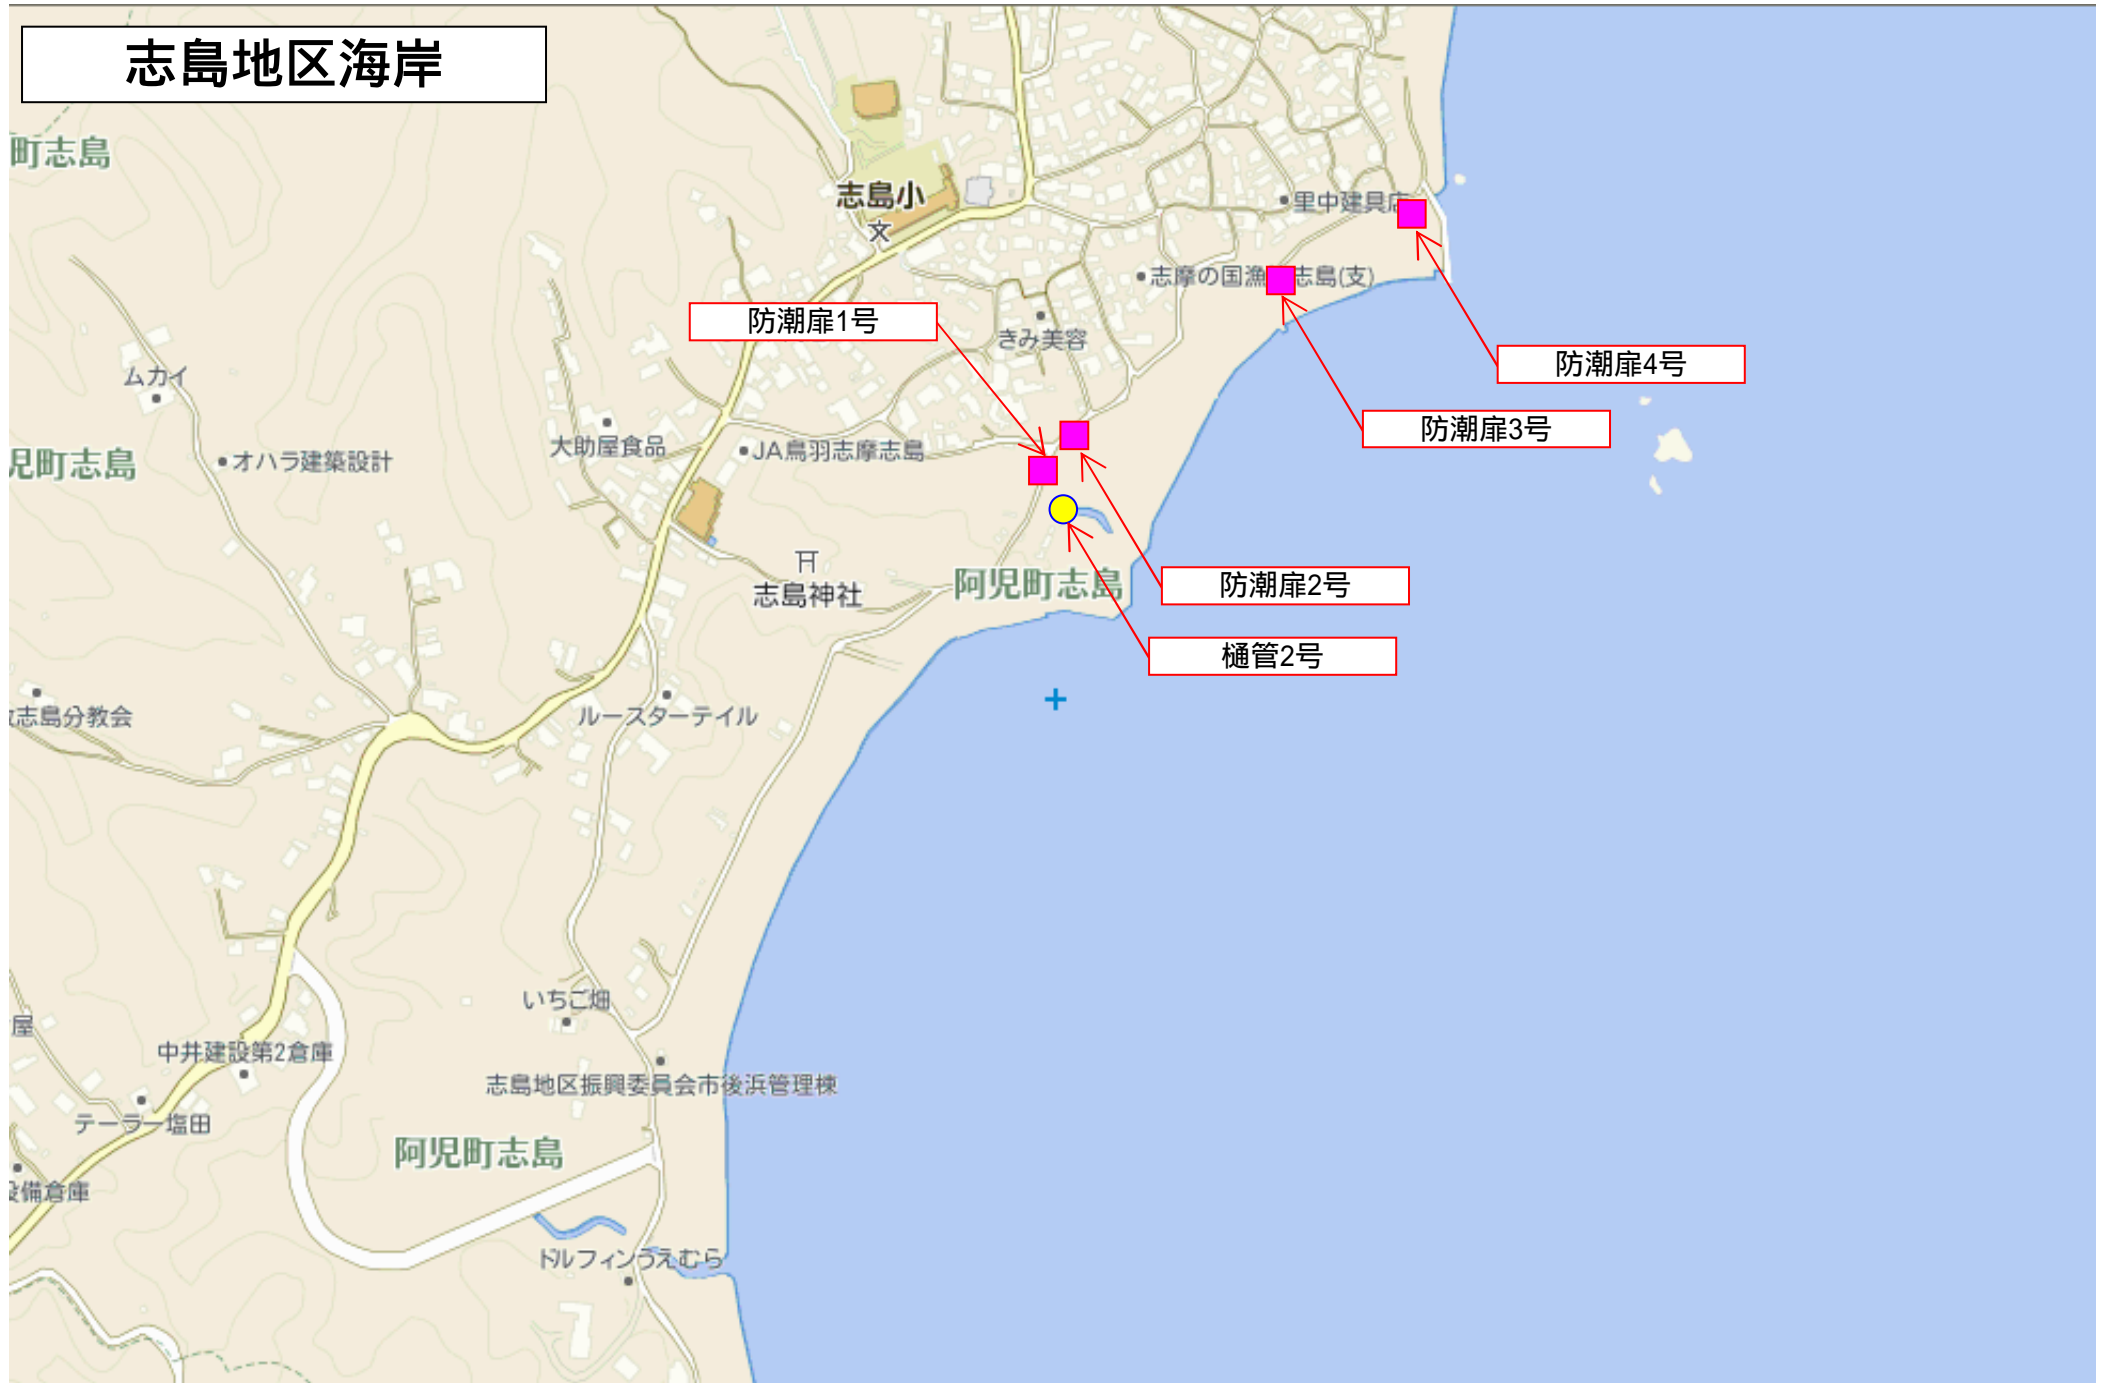 志島地区海岸
町志島
志島小
文
里中建具店
志摩の国漁
志島(支)
防潮扉1号
きみ美容
防潮扉4号
ムカイ
防潮扉3号
大助屋食品
JA鳥羽志摩志島
オハラ建築設計
児町志島
志島神社
阿児町志島
防潮扉2号
樋管2号
志島分教会
ルースターテイル
いちご畑
屋
中井建設第2倉庫
志島地区振興委員会市後浜管理棟
テーラー塩田
阿児町志島
備倉庫
ドルフィンうえむら